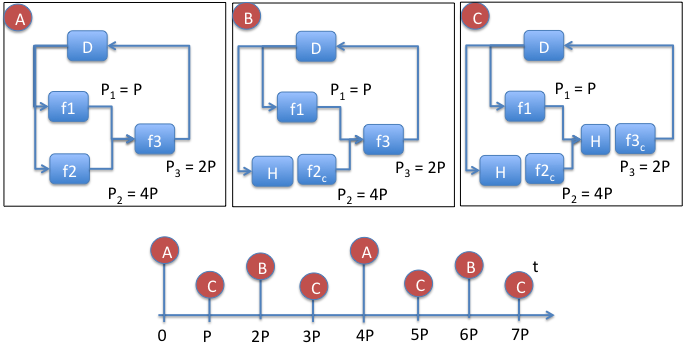 A
D
P1 = P
f1
f3
f2
P3 = 2P
P2 = 4P
B
D
P1 = P
f1
f3
H
f2c
P3 = 2P
P2 = 4P
C
D
P1 = P
f1
H
f3c
H
f2c
P3 = 2P
P2 = 4P
A C B C A C B C t
0 P 2P 3P 4P 5P 6P 7P